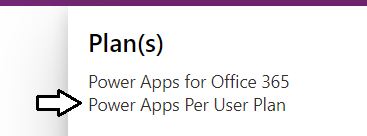 Plan(s)
Power Apps for Office 365
Power Apps Per User Plan